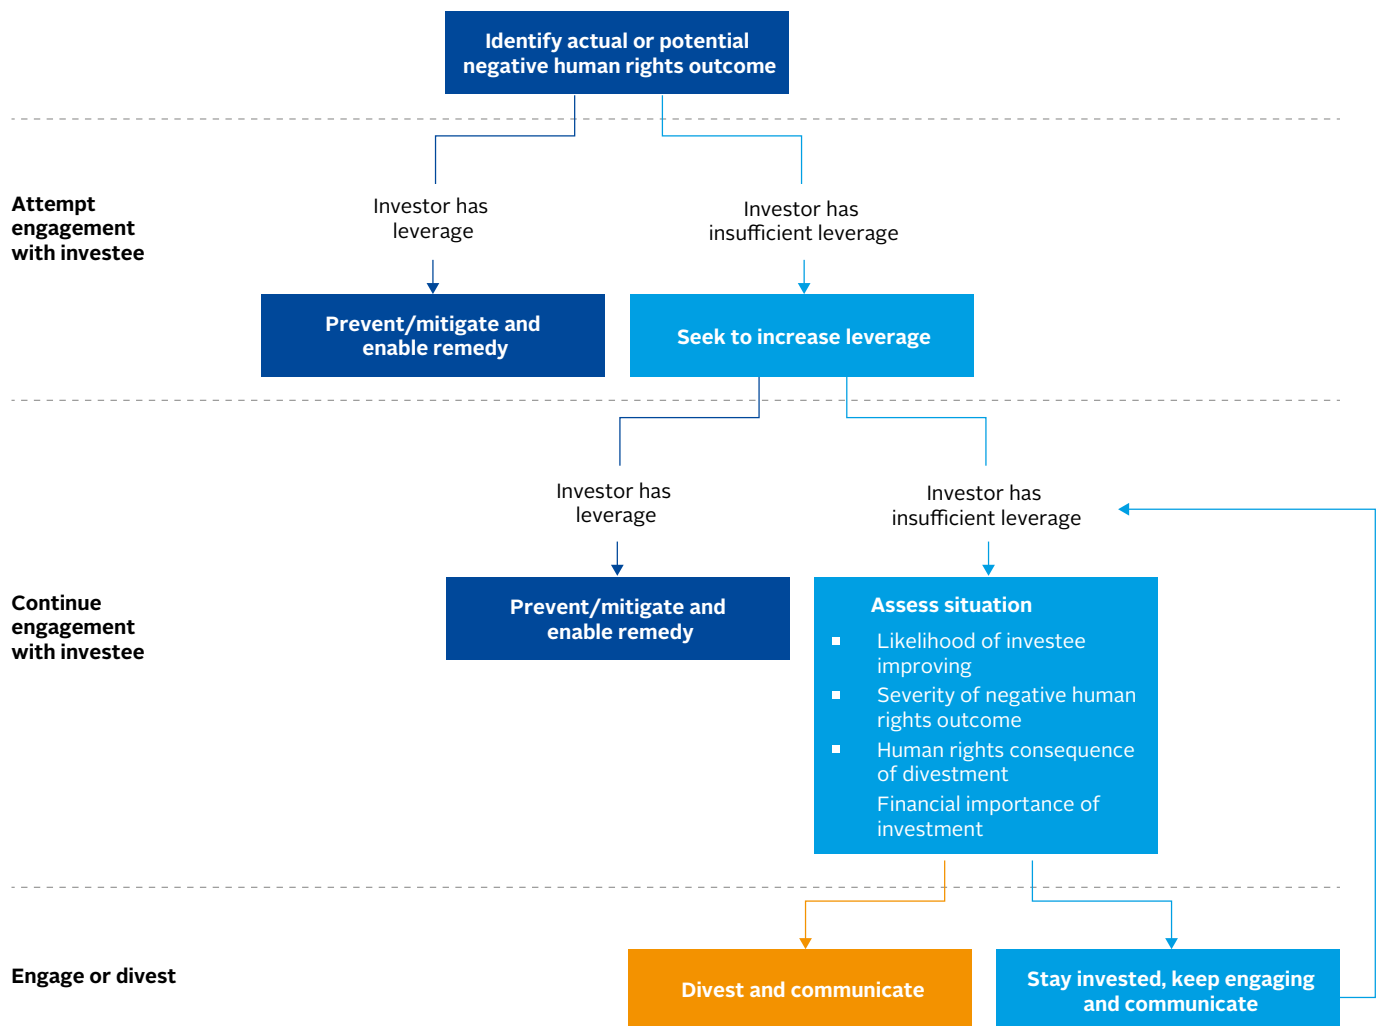 Identify actual or potential
negative human rights outcome
Attempt
engagement
with investee
Investor has
leverage
Investor has
insufficient leverage
Prevent/mitigate and
enable remedy
Seek to increase leverage
Continue
engagement
with investee
Investor has
leverage
Investor has
insufficient leverage
Prevent/mitigate and
enable remedy
Assess situation
Likelihood of investee
improving
Severity of negative human
rights outcome
Human rights consequence
of divestment
Financial importance of
investment
Engage or divest
Divest and communicate
Stay invested, keep engaging
and communicate